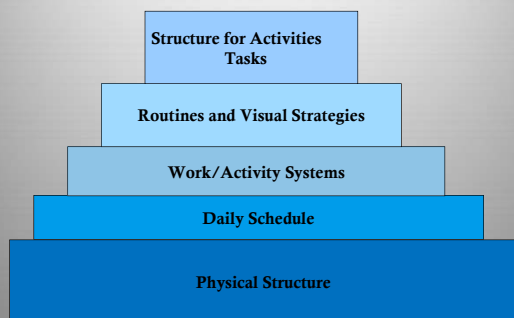 Structure for Activities
Tasks
Routines and Visual Strategies
Work/Activity Systems
Daily Schedule
Physical Structure